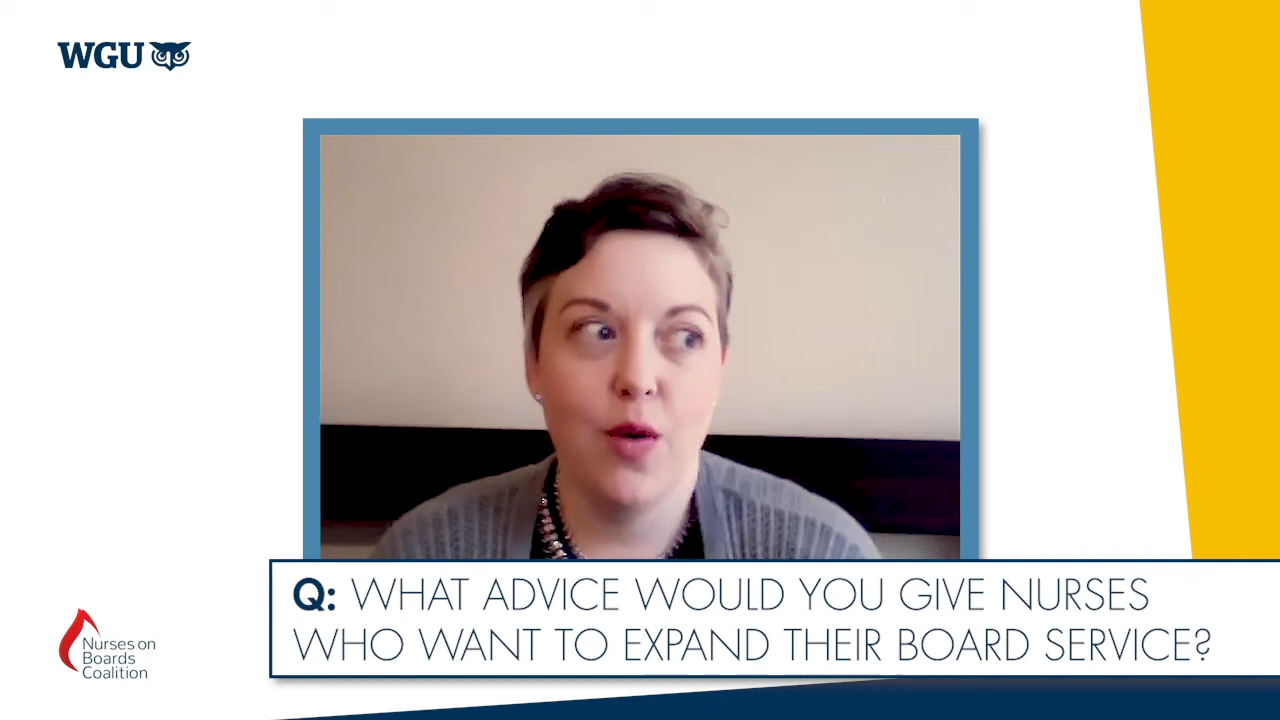 WGU
Q: WHAT ADVICE WOULD YOU GIVE NURSES
WHO WANT TO EXPAND THEIR BOARD SERVICE?
Nurses on
Boards
Coalition